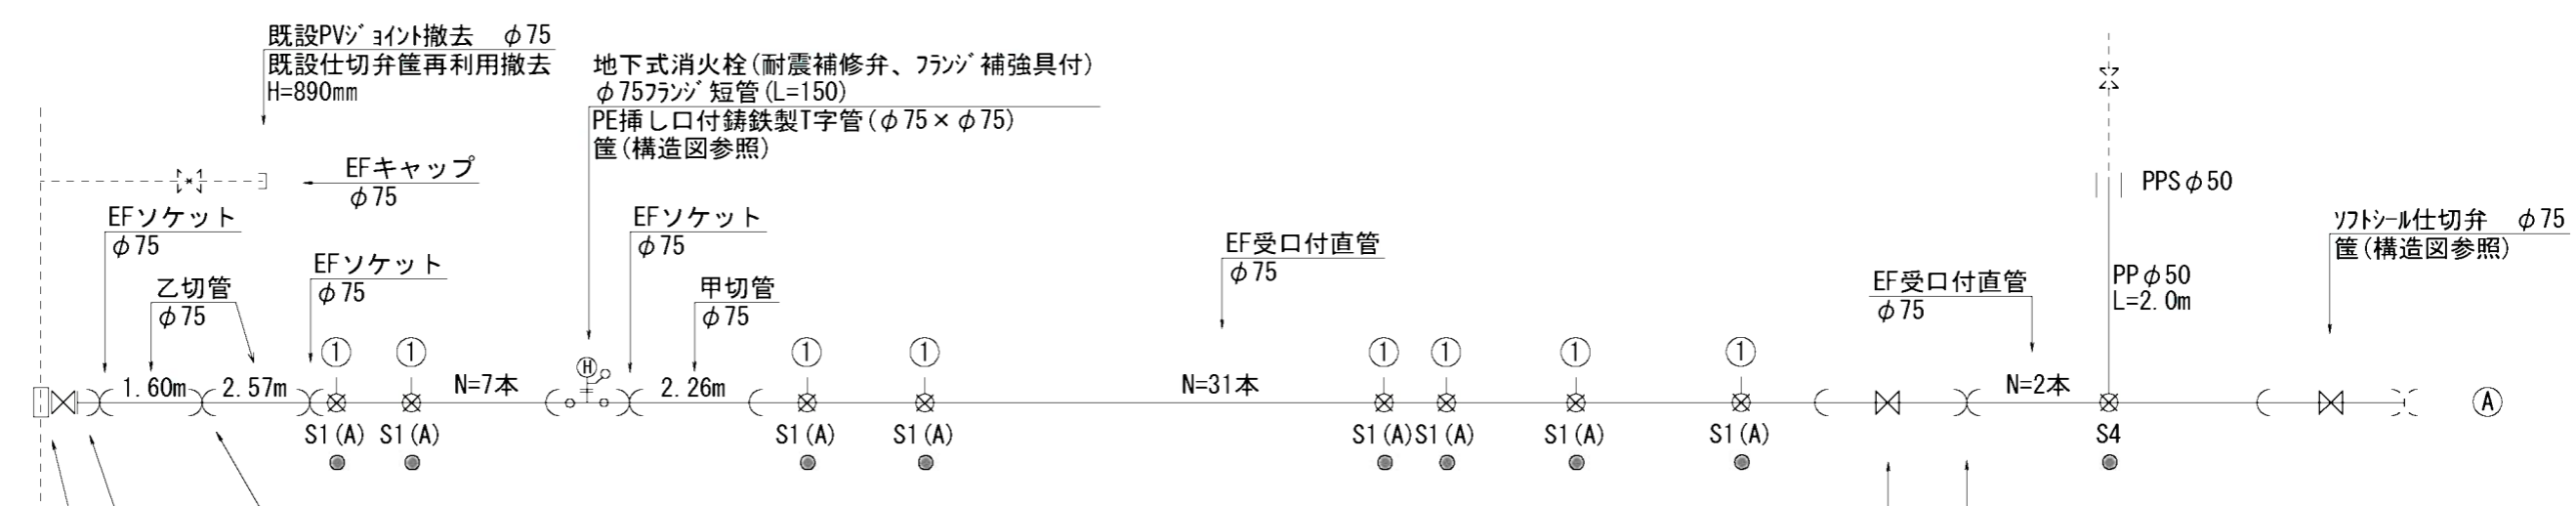 既設PVジョイント撤去　φ75
既設仕切弁筐再利用撤去
H=890mm
地下式消火栓(耐震補修弁、フランジ補強具付)
φ75フランジ短管(L=150)
PE挿し口付鋳鉄製T字管(φ75×φ75)
筐(構造図参照)
EFキャップ
φ75
PPSφ50
EFソケット
φ75
EFソケット
φ75
ソフトシール仕切弁　φ75
筐(構造図参照)
EF受口付直管
φ75
EFソケット
φ75
乙切管
φ75
甲切管
φ75
EF受口付直管
φ75
PPφ50
L=2.0m
① ① ① ① ① ① ① ①
H
1.60m 2.57m N=7本 2.26m N=31本 N=2本 Ⓐ
S1(A) S1(A) S1(A) S1(A) S1(A) S1(A) S1(A) S1(A) S4